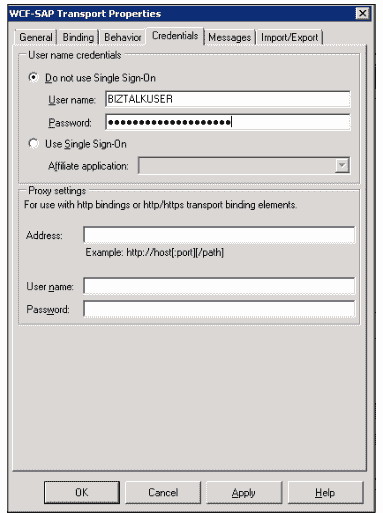 WCF-SAP Transport Properties
General Binding Behavior Credentials Messages Import/Export
User name credentials
Do not use Single Sign-On
User name: BIZTALKUSER
Password: ●●●●●●●●●●●●●●●●●●●●
Use Single Sign-On
Affiliate application:
Proxy settings
For use with http bindings or http/https transport binding elements.
Address:
Example: http://host[:port][/path]
User name:
Password:
OK Cancel Apply Help